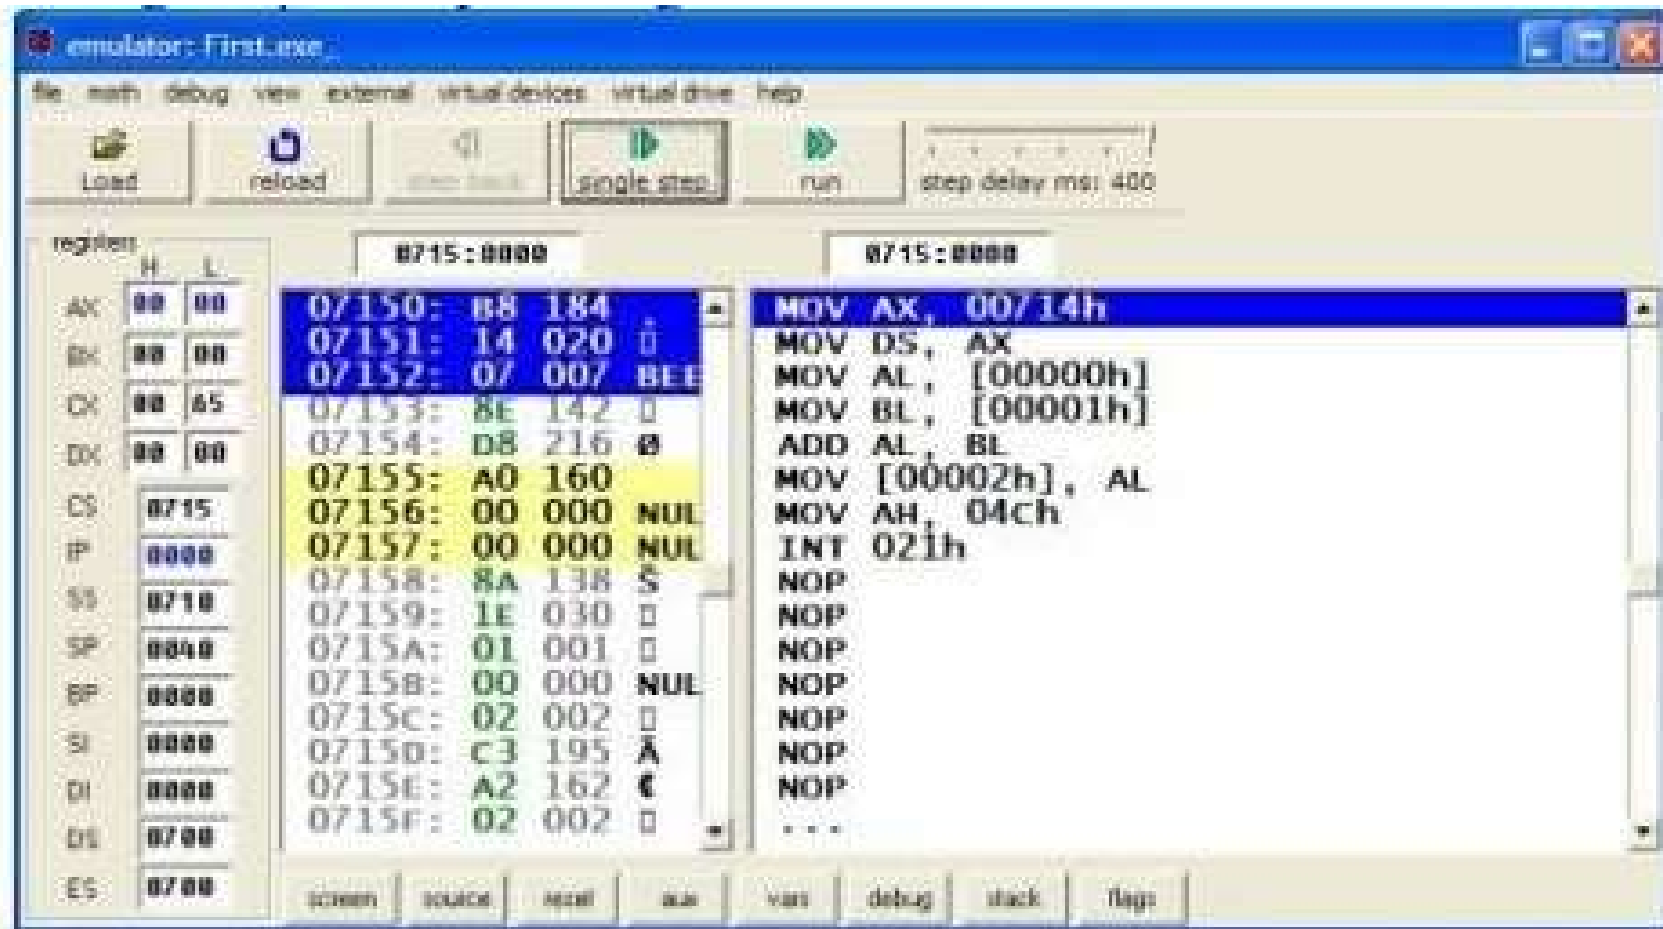 emulator: First.exe_
file math debug view external virtual devices virtual drive help
Load reload step back single step run step delay ms: 400
registers
H L
0715:0000
0715:0000
AX 00 00
BX 00 00
CX 00 65
DX 00 00
CS 0715
IP 0000
SS 0710
SP 0040
BP 0000
SI 0000
DI 0000
DS 0700
ES 0700
07150: B8 184
07151: 14 020
07152: 07 007 BEE
07153: 8E 142
07154: D8 216 Ø
07155: A0 160
07156: 00 000 NUL
07157: 00 000 NUL
07158: 8A 138 Š
07159: 1E 030
0715A: 01 001
0715B: 00 000 NUL
0715C: 02 002
0715D: C3 195 Ã
0715E: A2 162 ¢
0715F: 02 002
MOV AX, 00714h
MOV DS, AX
MOV AL, [00000h]
MOV BL, [00001h]
ADD AL, BL
MOV [00002h], AL
MOV AH, 04Ch
INT 021h
NOP
NOP
NOP
NOP
NOP
NOP
NOP
...
screen source reset aux vars debug stack flags